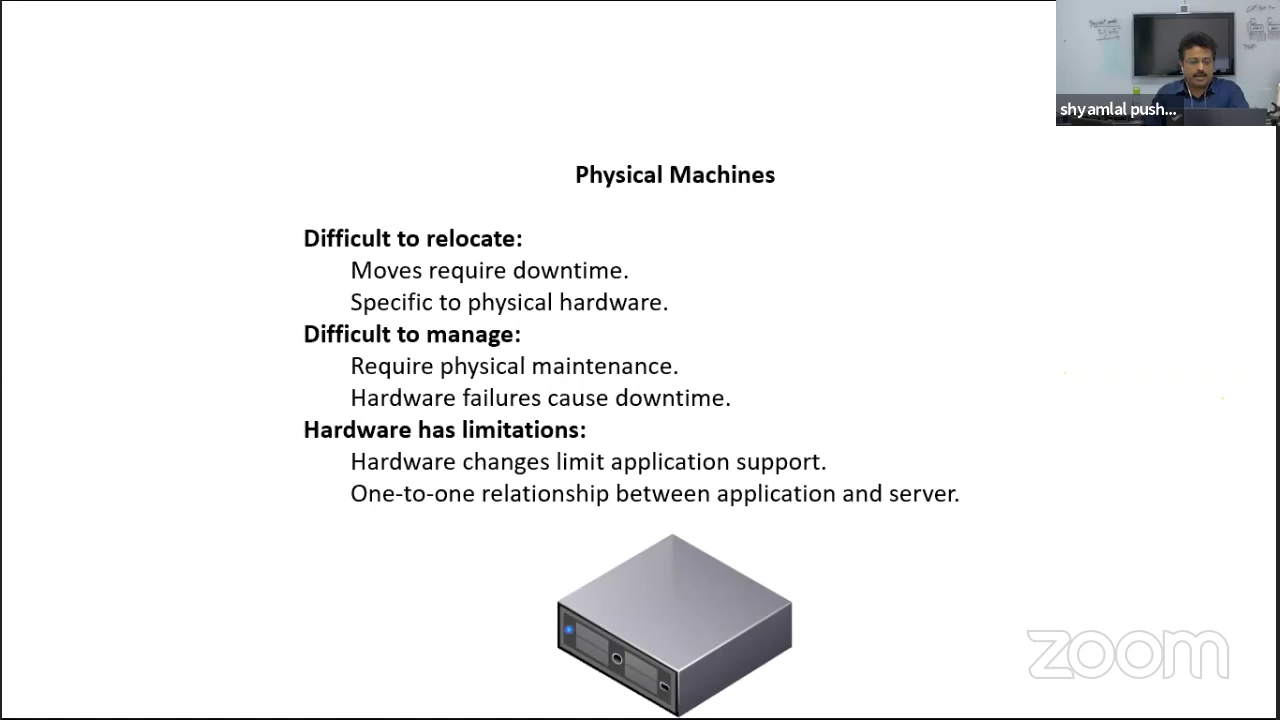 shyamlal push...
Physical Machines
Difficult to relocate:
Moves require downtime.
Specific to physical hardware.
Difficult to manage:
Require physical maintenance.
Hardware failures cause downtime.
Hardware has limitations:
Hardware changes limit application support.
One-to-one relationship between application and server.
zoom